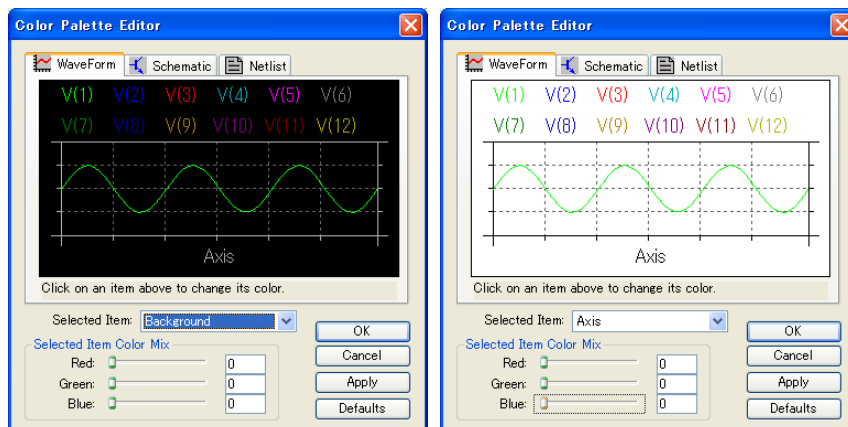 Color Palette Editor
WaveForm Schematic Netlist
V(1) V(2) V(3) V(4) V(5) V(6)
V(7) V(8) V(9) V(10) V(11) V(12)
Axis
Click on an item above to change its color.
Selected Item: Background
Selected Item Color Mix
Red: 0
Green: 0
Blue: 0
OK
Cancel
Apply
Defaults
Color Palette Editor
WaveForm Schematic Netlist
V(1) V(2) V(3) V(4) V(5) V(6)
V(7) V(8) V(9) V(10) V(11) V(12)
Axis
Click on an item above to change its color.
Selected Item: Axis
Selected Item Color Mix
Red: 0
Green: 0
Blue: 0
OK
Cancel
Apply
Defaults